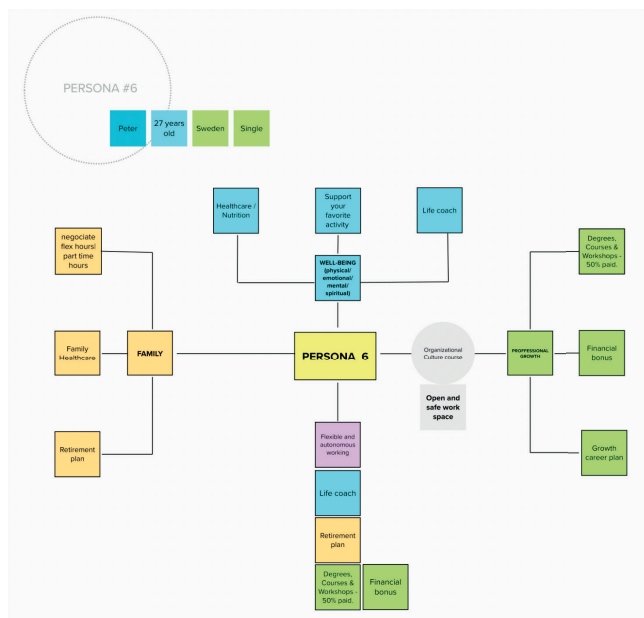 PERSONA #6
Peter
27 years
old
Sweden
Single
Healthcare /
Nutrition
Support
your
favorite
activity
Life coach
negociate
flex hours|
part time
hours
WELL-BEING
(physical/
emotional/
mental/
spiritual)
Degrees,
Courses &
Workshops -
50% paid.
Family
Healthcare
FAMILY
PERSONA 6
Organizational
Culture course
PROFFESSIONAL
GROWTH
Financial
bonus
Open and
safe work
space
Retirement
plan
Flexible and
autonomous
working
Growth
career plan
Life coach
Retirement
plan
Degrees,
Courses &
Workshops -
50% paid.
Financial
bonus